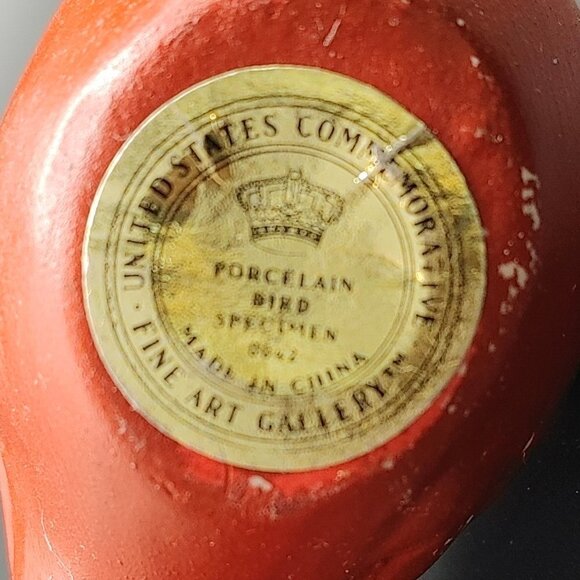 UNITED STATES COMMEMORATIVE
PORCELAIN
BIRD
SPECIMEN
MADE IN CHINA
· FINE ART GALLERY™